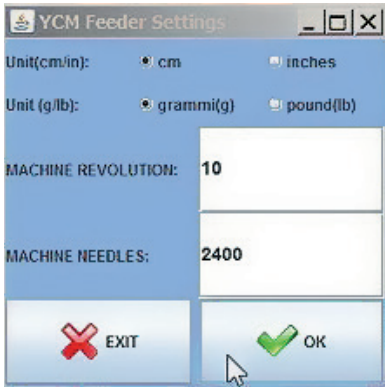 YCM Feeder Settings
Unit(cm/in): cm inches
Unit (g/lb): grammi(g) pound(lb)
MACHINE REVOLUTION: 10
MACHINE NEEDLES: 2400
EXIT OK